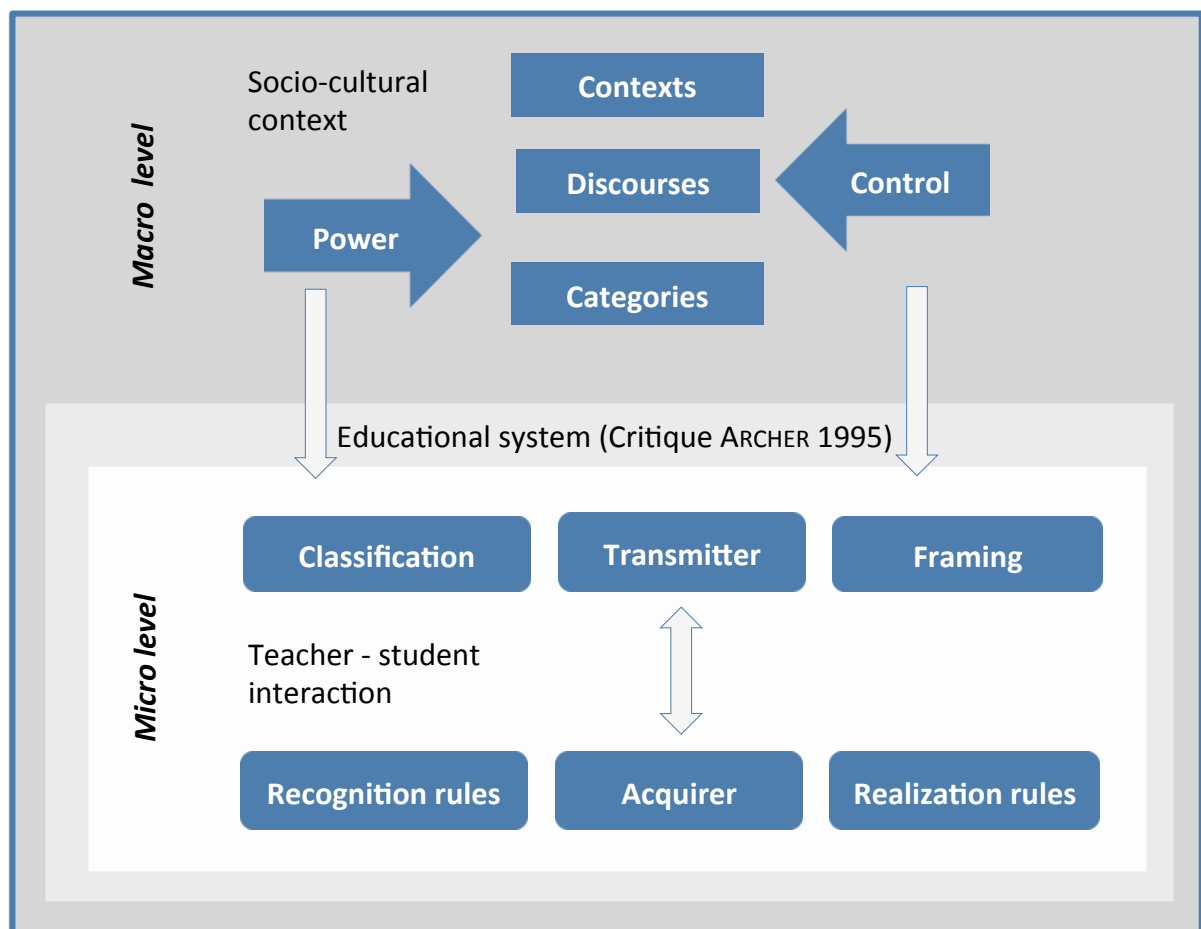 Macro level
Socio-cultural
context
Contexts
Discourses
Categories
Power
Control
Educational system (Critique ARCHER 1995)
Micro level
Classification
Transmitter
Framing
Teacher - student
interaction
Recognition rules
Acquirer
Realization rules